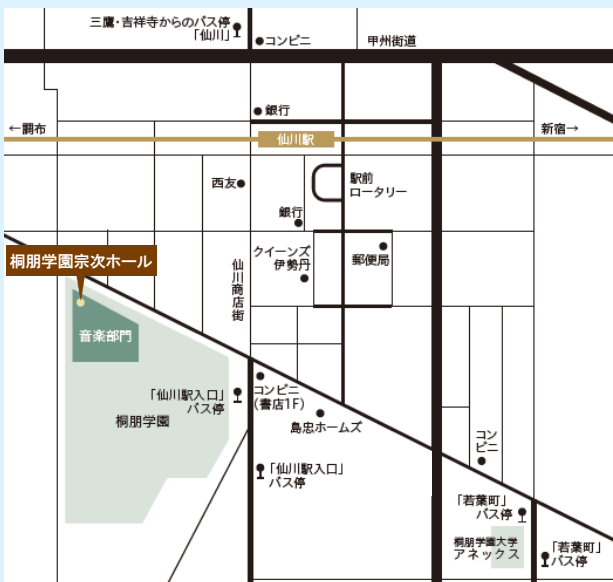 三鷹・吉祥寺からのバス停
「仙川」
コンビニ
甲州街道
銀行
←調布
仙川駅
新宿→
西友
駅前
ロータリー
銀行
クイーンズ
伊勢丹
郵便局
仙川商店街
桐朋学園宗次ホール
音楽部門
「仙川駅入口」
バス停
コンビニ
(書店1F)
桐朋学園
島忠ホームズ
コン
ビニ
「仙川駅入口」
バス停
「若葉町」
バス停
桐朋学園大学
アネックス
「若葉町」
バス停